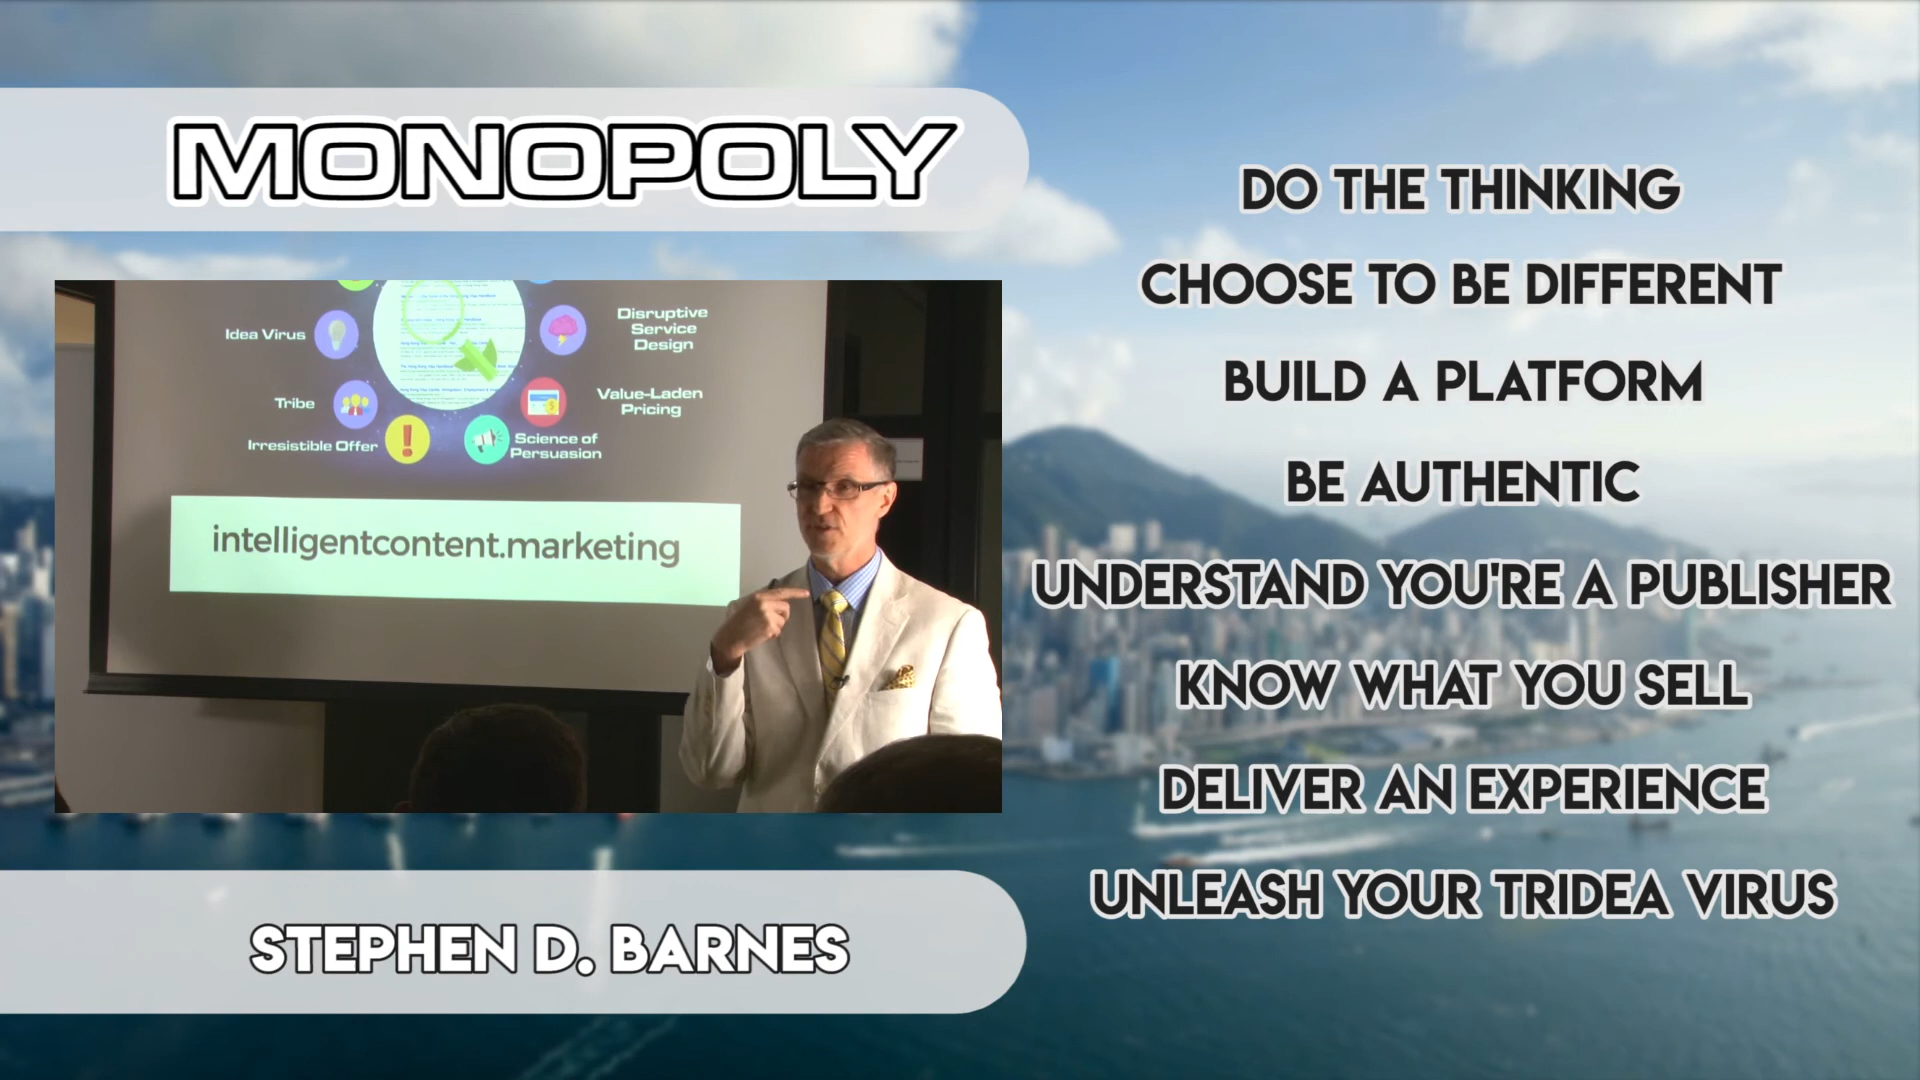 MONOPOLY
Idea Virus
Tribe
Irresistible Offer
Disruptive
Service
Design
Value-Laden
Pricing
Science of
Persuasion
intelligentcontent.marketing
STEPHEN D. BARNES
DO THE THINKING
CHOOSE TO BE DIFFERENT
BUILD A PLATFORM
BE AUTHENTIC
UNDERSTAND YOU'RE A PUBLISHER
KNOW WHAT YOU SELL
DELIVER AN EXPERIENCE
UNLEASH YOUR TRIDEA VIRUS